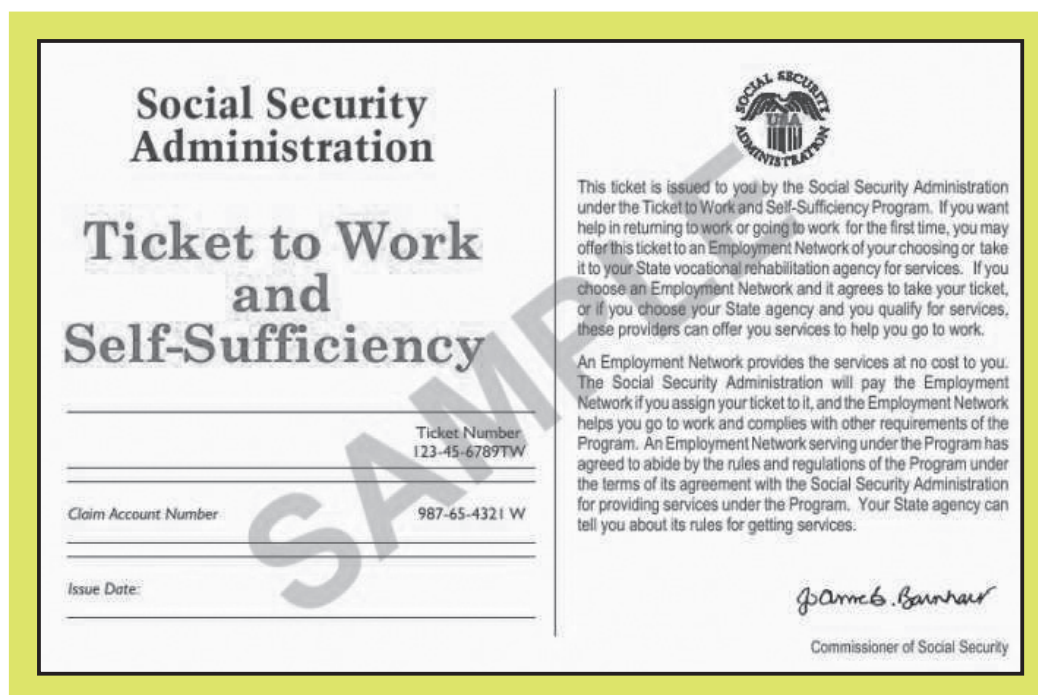 Social Security
Administration
Ticket to Work
and
Self-Sufficiency
Ticket Number
123-45-6789TW
Claim Account Number 987-65-4321 W
Issue Date:
SOCIAL SECURITY ADMINISTRATION
USA
This ticket is issued to you by the Social Security Administration
under the Ticket to Work and Self-Sufficiency Program. If you want
help in returning to work or going to work for the first time, you may
offer this ticket to an Employment Network of your choosing or take
it to your State vocational rehabilitation agency for services. If you
choose an Employment Network and it agrees to take your ticket,
or if you choose your State agency and you qualify for services,
these providers can offer you services to help you go to work.
An Employment Network provides the services at no cost to you.
The Social Security Administration will pay the Employment
Network if you assign your ticket to it, and the Employment Network
helps you go to work and complies with other requirements of the
Program. An Employment Network serving under the Program has
agreed to abide by the rules and regulations of the Program under
the terms of its agreement with the Social Security Administration
for providing services under the Program. Your State agency can
tell you about its rules for getting services.
Jo Anne B. Barnhart
Commissioner of Social Security
SAMPLE